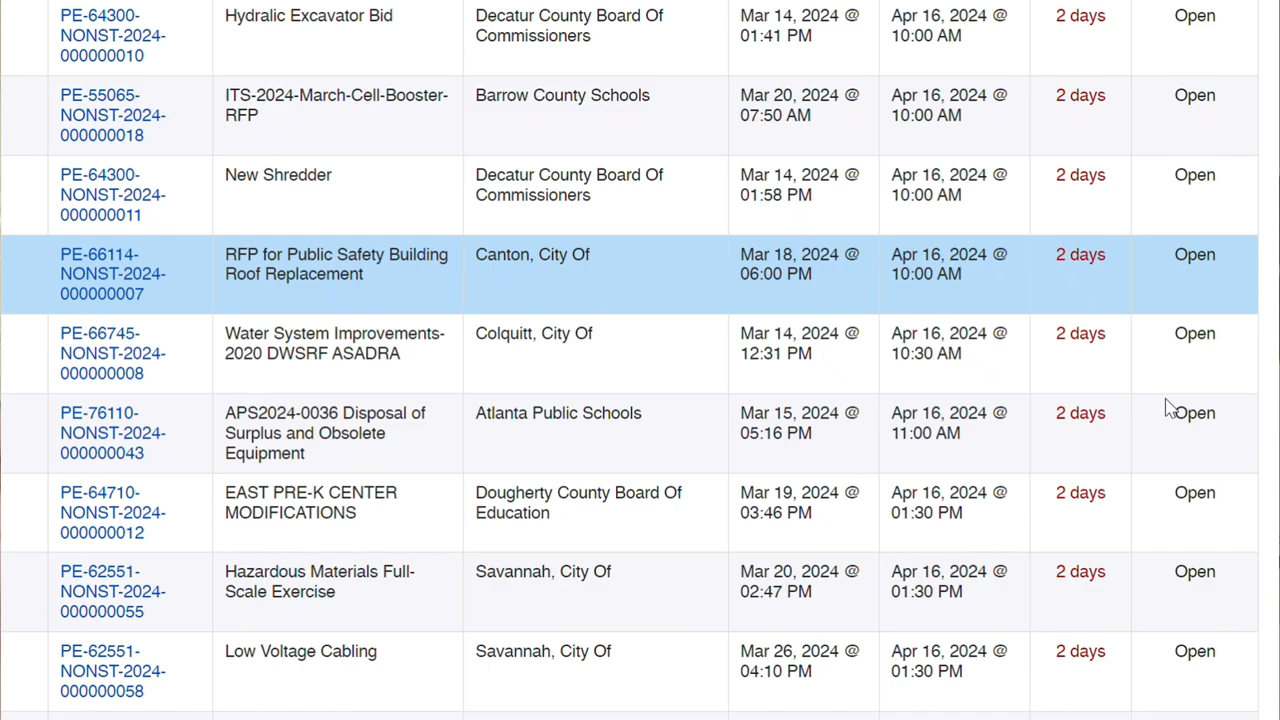 PE-64300- Hydralic Excavator Bid Decatur County Board Of Mar 14, 2024 @ Apr 16, 2024 @ 2 days Open
NONST-2024- Commissioners 01:41 PM 10:00 AM
000000010
PE-55065- ITS-2024-March-Cell-Booster- Barrow County Schools Mar 20, 2024 @ Apr 16, 2024 @ 2 days Open
NONST-2024- RFP 07:50 AM 10:00 AM
000000018
PE-64300- New Shredder Decatur County Board Of Mar 14, 2024 @ Apr 16, 2024 @ 2 days Open
NONST-2024- Commissioners 01:58 PM 10:00 AM
000000011
PE-66114- RFP for Public Safety Building Canton, City Of Mar 18, 2024 @ Apr 16, 2024 @ 2 days Open
NONST-2024- Roof Replacement 06:00 PM 10:00 AM
000000007
PE-66745- Water System Improvements- Colquitt, City Of Mar 14, 2024 @ Apr 16, 2024 @ 2 days Open
NONST-2024- 2020 DWSRF ASADRA 12:31 PM 10:30 AM
000000008
PE-76110- APS2024-0036 Disposal of Atlanta Public Schools Mar 15, 2024 @ Apr 16, 2024 @ 2 days Open
NONST-2024- Surplus and Obsolete 05:16 PM 11:00 AM
000000043 Equipment
PE-64710- EAST PRE-K CENTER Dougherty County Board Of Mar 19, 2024 @ Apr 16, 2024 @ 2 days Open
NONST-2024- MODIFICATIONS Education 03:46 PM 01:30 PM
000000012
PE-62551- Hazardous Materials Full- Savannah, City Of Mar 20, 2024 @ Apr 16, 2024 @ 2 days Open
NONST-2024- Scale Exercise 02:47 PM 01:30 PM
000000055
PE-62551- Low Voltage Cabling Savannah, City Of Mar 26, 2024 @ Apr 16, 2024 @ 2 days Open
NONST-2024- 04:10 PM 01:30 PM
000000058